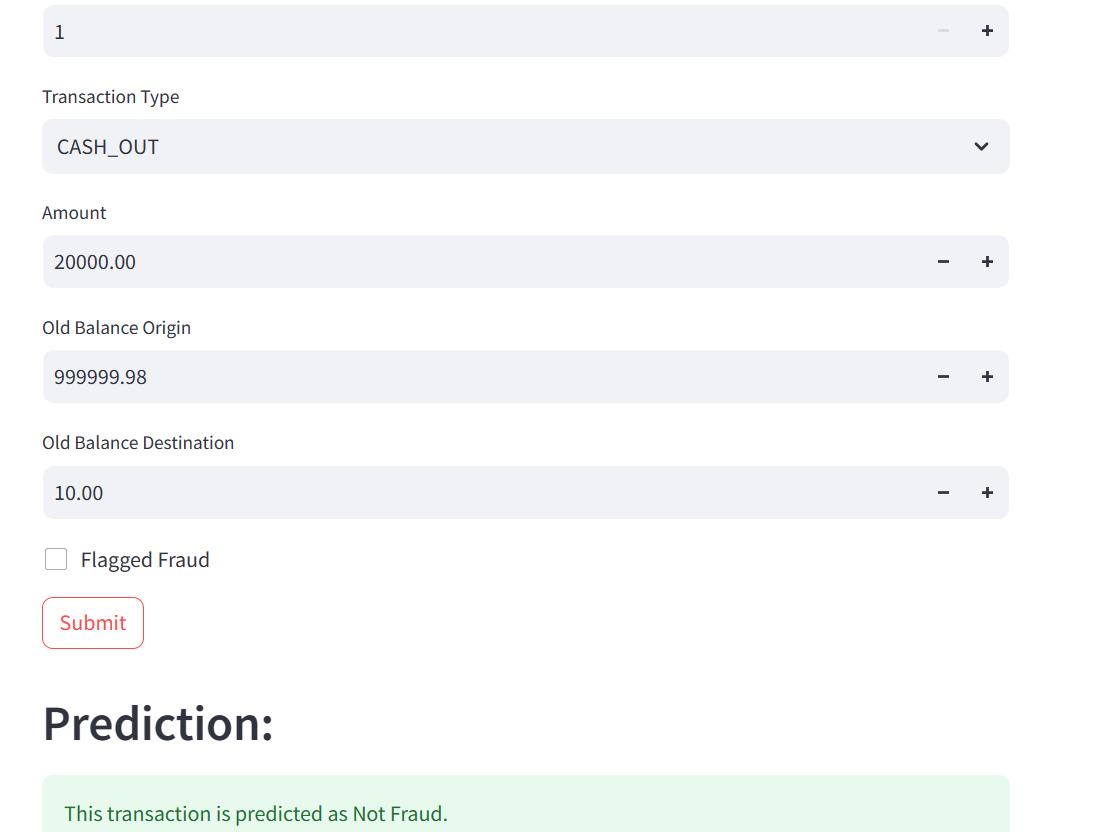 1
Transaction Type
CASH_OUT
Amount
20000.00
Old Balance Origin
999999.98
Old Balance Destination
10.00
Flagged Fraud
Submit
Prediction:
This transaction is predicted as Not Fraud.